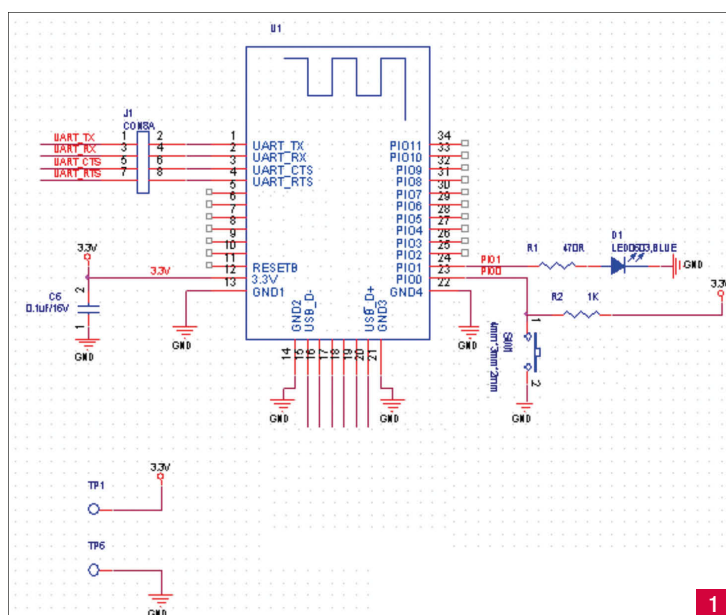 U1
J1
CON8A
UART_TX 1 2 1 UART_TX
UART_RX 3 4 2 UART_RX
UART_CTS 5 6 3 UART_CTS
UART_RTS 7 8 4 UART_RTS
5
6
7
8
9
10
11 RESETB
3.3V
3.3V 12 3.3V
13 GND1
2
C6
0.1uf/16V
1
GND
GND
34
PIO11 33
PIO10 32
PIO9 31
PIO8 30
PIO7 29
PIO6 28
PIO5 27
PIO4 26
PIO3 25
PIO2 24
PIO1 23
PIO0 22
GND4
PIO1
PIO0
R1 470R
D1
LED0603,BLUE
GND
R2 1K
3.3V
1
SW1
4mm*3mm*2mm
2
GND
GND
GND2
USB_D-
USB_D+
GND3
14 15 16 17 18 19 20 21
GND
GND
3.3V
TP1
TP6
GND
1